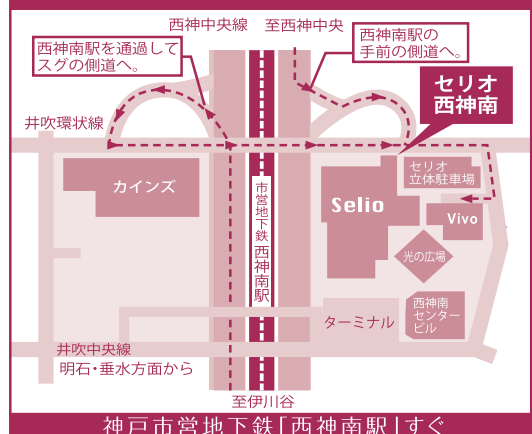 西神中央線
至西神中央
西神南駅を通過して
スグの側道へ。
西神南駅の
手前の側道へ。
セリオ
西神南
井吹環状線
カインズ
セリオ
立体駐車場
Selio
Vivo
市営地下鉄西神南駅
光の広場
西神南
センター
ビル
ターミナル
井吹中央線
明石・垂水方面から
至伊川谷
神戸市営地下鉄「西神南駅」すぐ